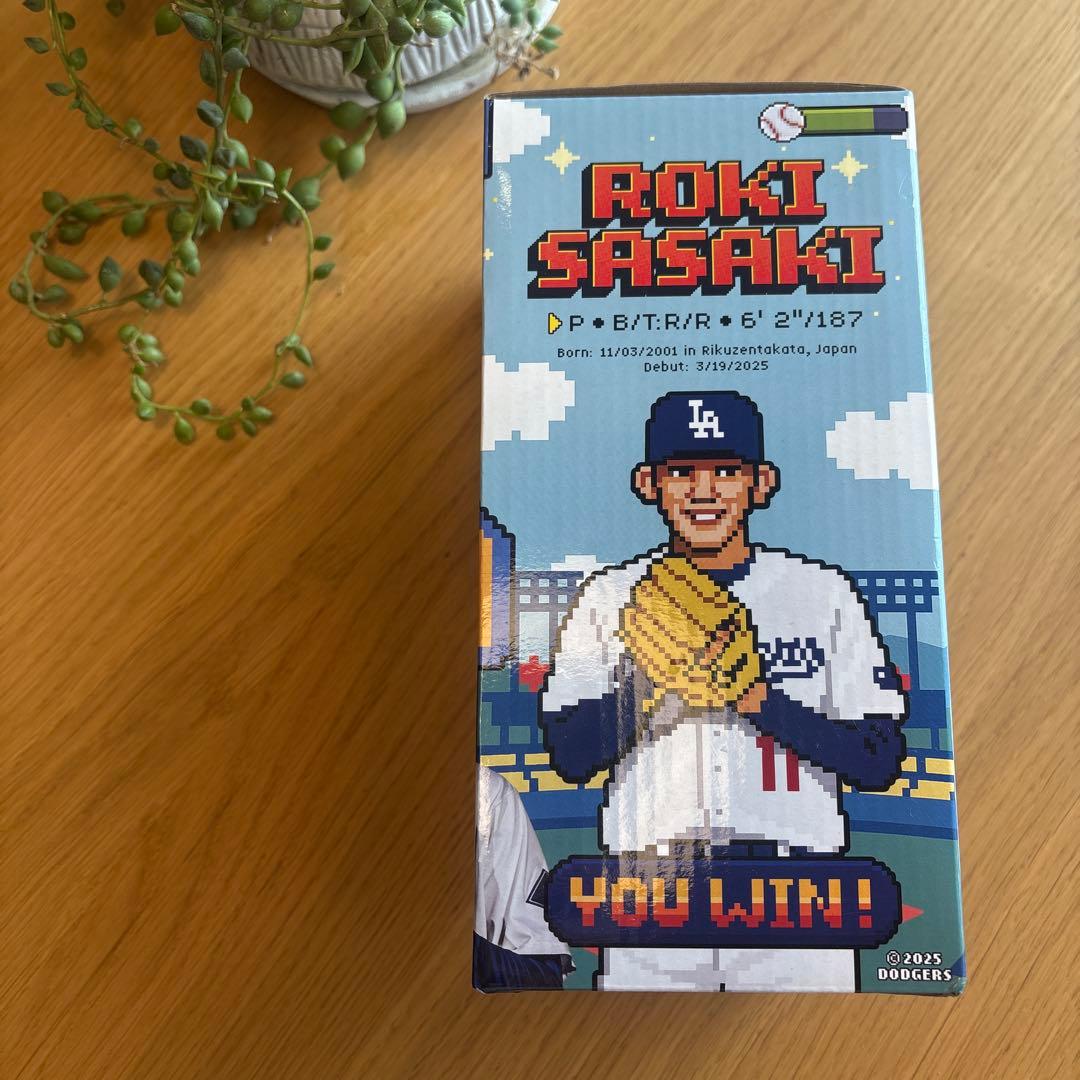 ROKI
SASAKI
P • B/T:R/R • 6' 2"/187
Born: 11/03/2001 in Rikuzentakata, Japan
Debut: 3/19/2025
LA
11
YOU WIN!
© 2025
DODGERS